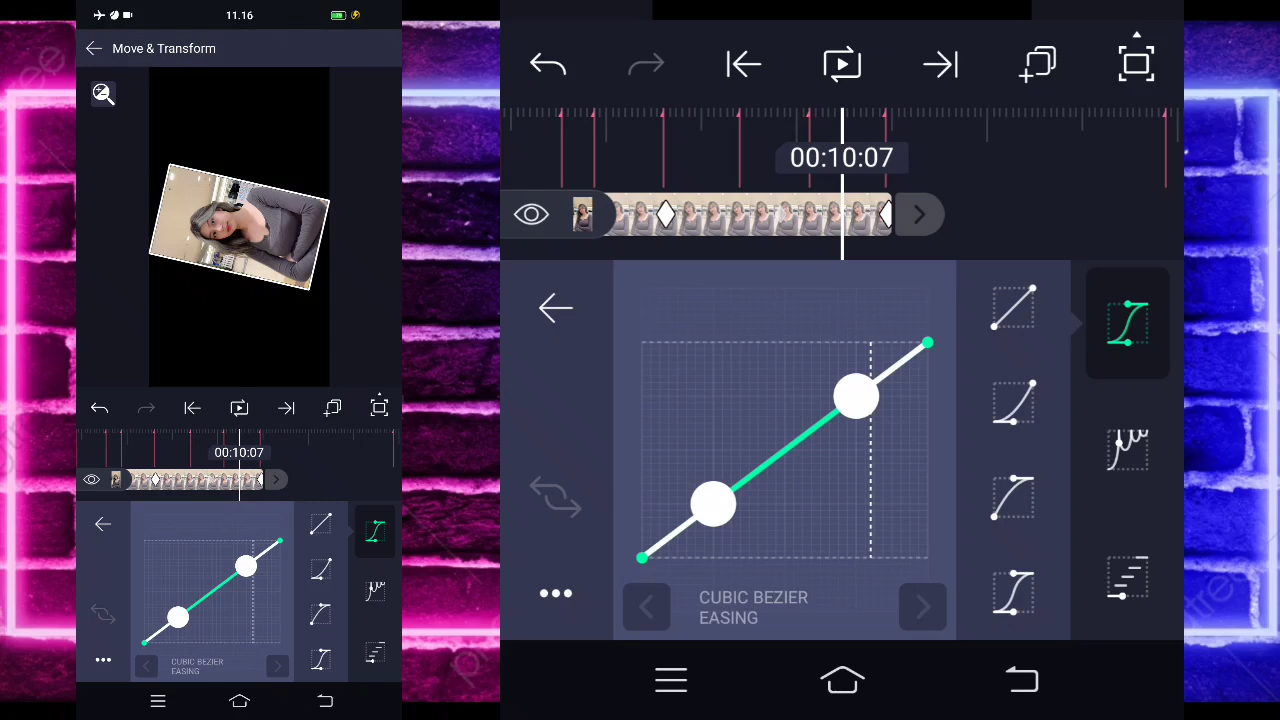 11.16
Move & Transform
00:10:07
CUBIC BEZIER
EASING
00:10:07
CUBIC BEZIER
EASING